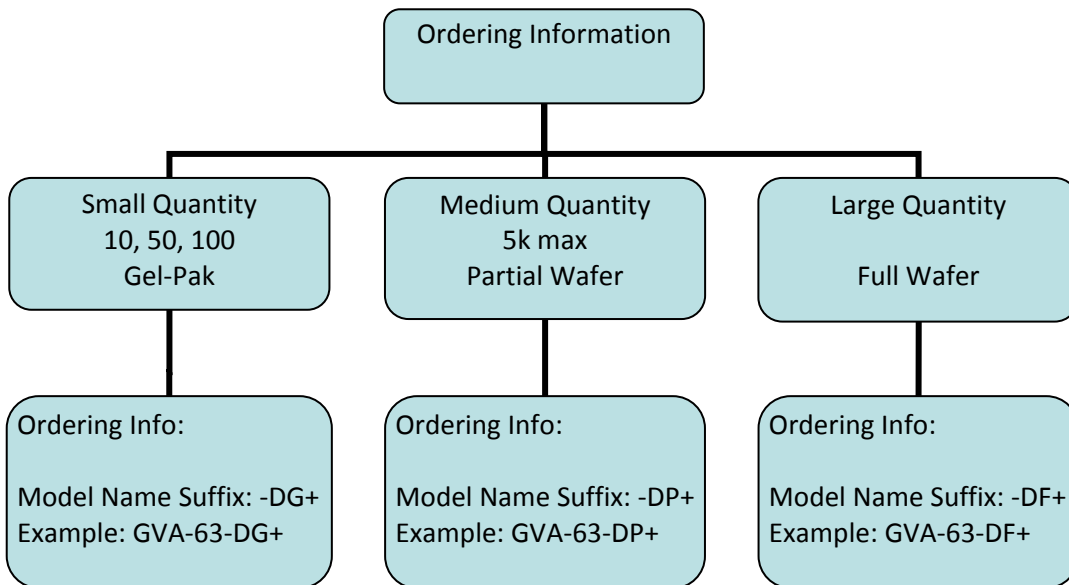 Ordering Information
Small Quantity
10, 50, 100
Gel-Pak
Medium Quantity
5k max
Partial Wafer
Large Quantity
Full Wafer
Ordering Info:
Model Name Suffix: -DG+
Example: GVA-63-DG+
Ordering Info:
Model Name Suffix: -DP+
Example: GVA-63-DP+
Ordering Info:
Model Name Suffix: -DF+
Example: GVA-63-DF+